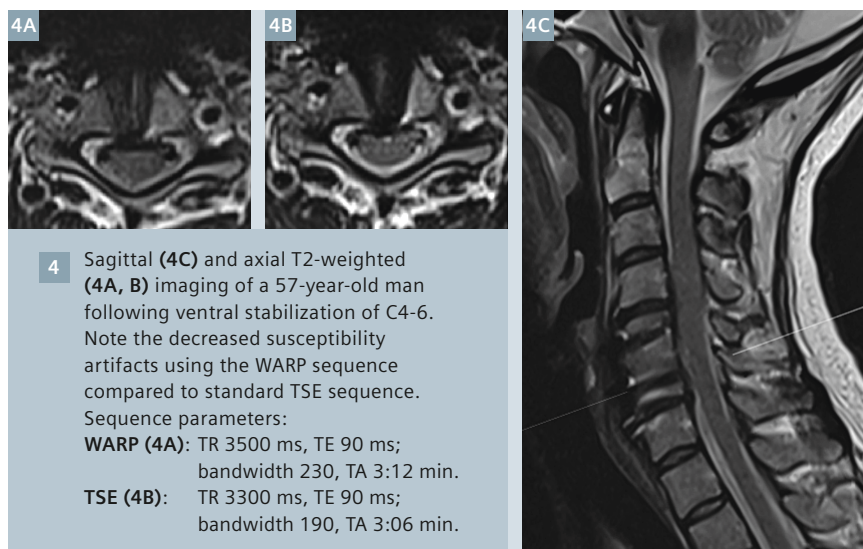 4A
4B
4C
4
Sagittal (4C) and axial T2-weighted
(4A, B) imaging of a 57-year-old man
following ventral stabilization of C4-6.
Note the decreased susceptibility
artifacts using the WARP sequence
compared to standard TSE sequence.
Sequence parameters:
WARP (4A): TR 3500 ms, TE 90 ms;
bandwidth 230, TA 3:12 min.
TSE (4B): TR 3300 ms, TE 90 ms;
bandwidth 190, TA 3:06 min.